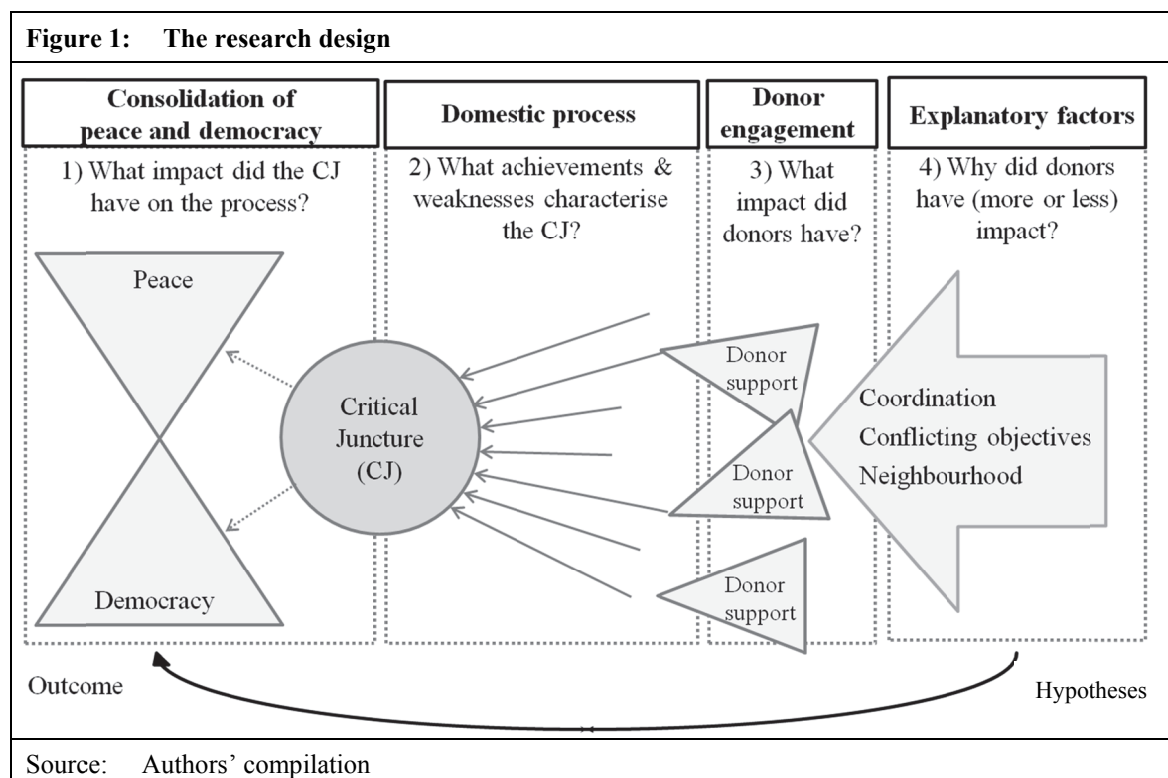 Figure 1: The research design
Consolidation of
peace and democracy
Domestic process
Donor
engagement
Explanatory factors
1) What impact did the CJ
have on the process?
2) What achievements &
weaknesses characterise
the CJ?
3) What
impact did
donors have?
4) Why did donors
have (more or less)
impact?
Peace
Democracy
Critical
Juncture
(CJ)
Donor
support
Donor
support
Donor
support
Coordination
Conflicting objectives
Neighbourhood
Outcome
Hypotheses
Source: Authors’ compilation